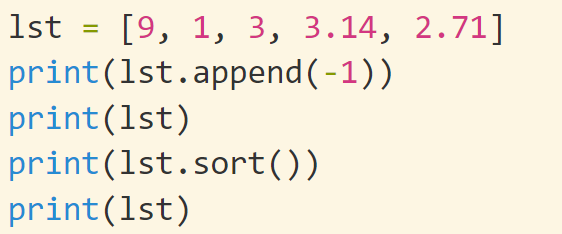 lst = [9, 1, 3, 3.14, 2.71]
print(lst.append(-1))
print(lst)
print(lst.sort())
print(lst)